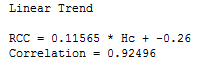 Linear Trend
RCC = 0.11565 * Hc + -0.26
Correlation = 0.92496